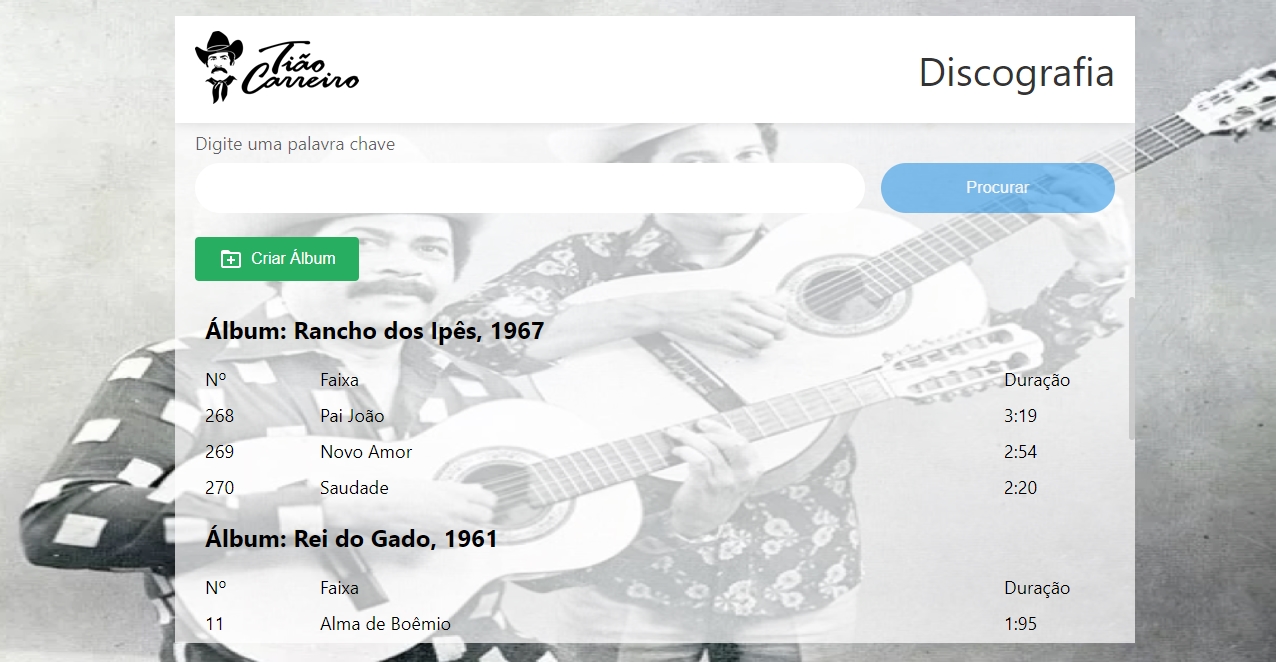 Tião
Carreiro
Discografia
Digite uma palavra chave
Procurar
Criar Álbum
Álbum: Rancho dos Ipês, 1967
Nº Faixa Duração
268 Pai João 3:19
269 Novo Amor 2:54
270 Saudade 2:20
Álbum: Rei do Gado, 1961
Nº Faixa Duração
11 Alma de Boêmio 1:95